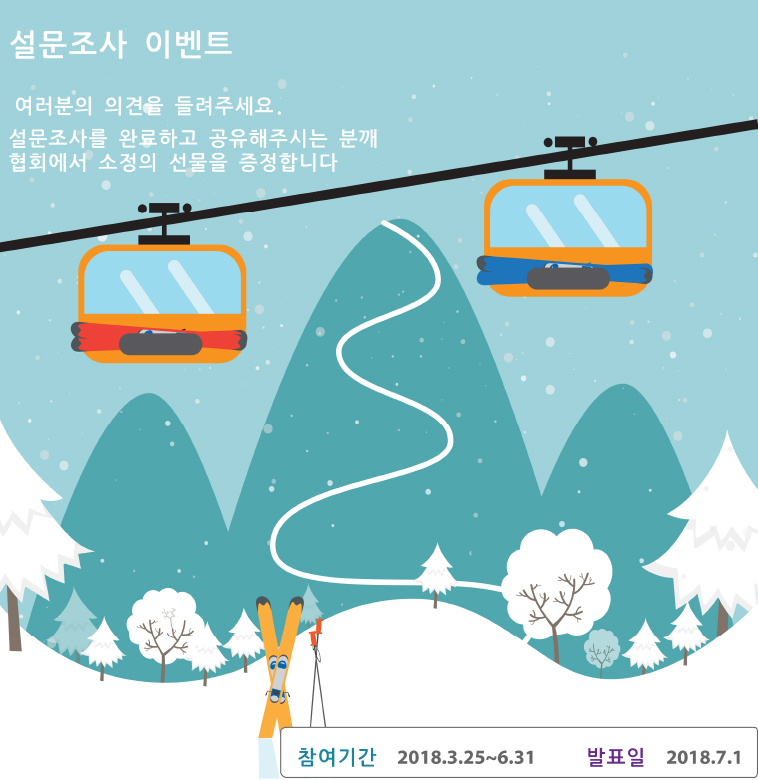 설문조사 이벤트
여러분의 의견을 들려주세요.
설문조사를 완료하고 공유해주시는 분깨
협회에서 소정의 선물을 증정합니다
참여기간 2018.3.25~6.31 발표일 2018.7.1